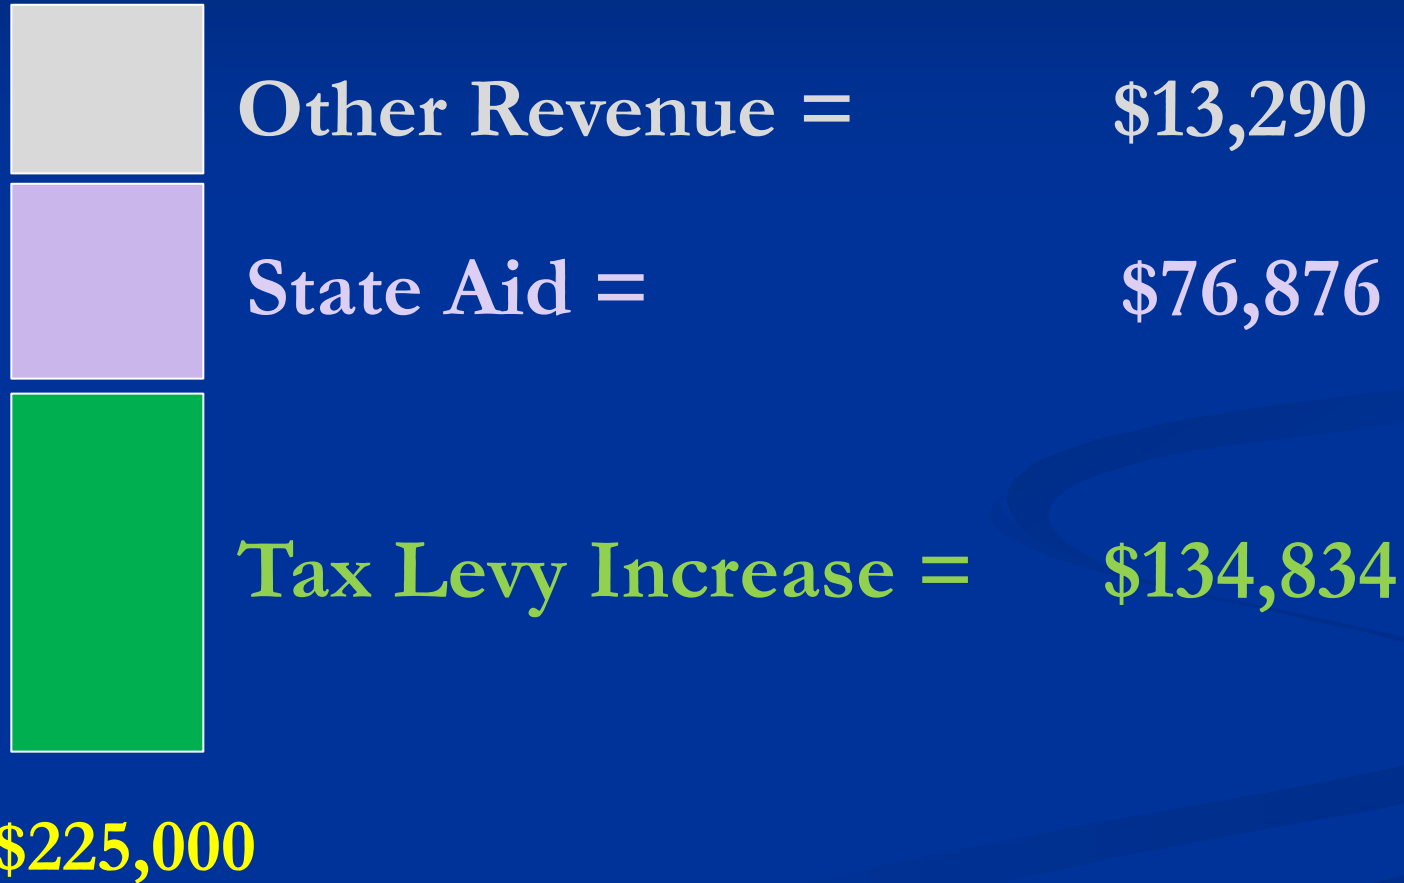 Other Revenue = $13,290
State Aid = $76,876
Tax Levy Increase = $134,834
$225,000